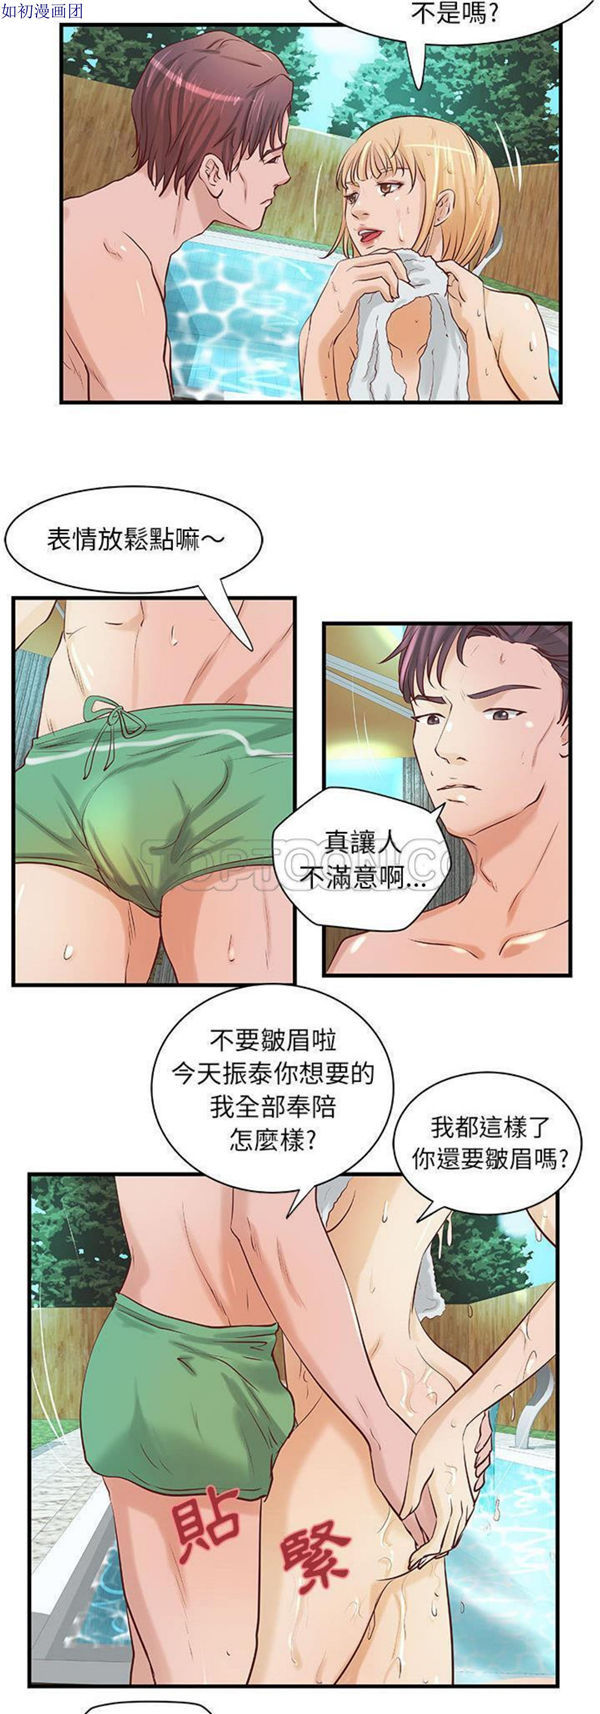 如初漫画团
不是嗎?
表情放鬆點嘛～
真讓人
不滿意啊...
TOPTOON.CO
不要皺眉啦
今天振泰你想要的
我全部奉陪
怎麼樣?
我都這樣了
你還要皺眉嗎?
貼
緊